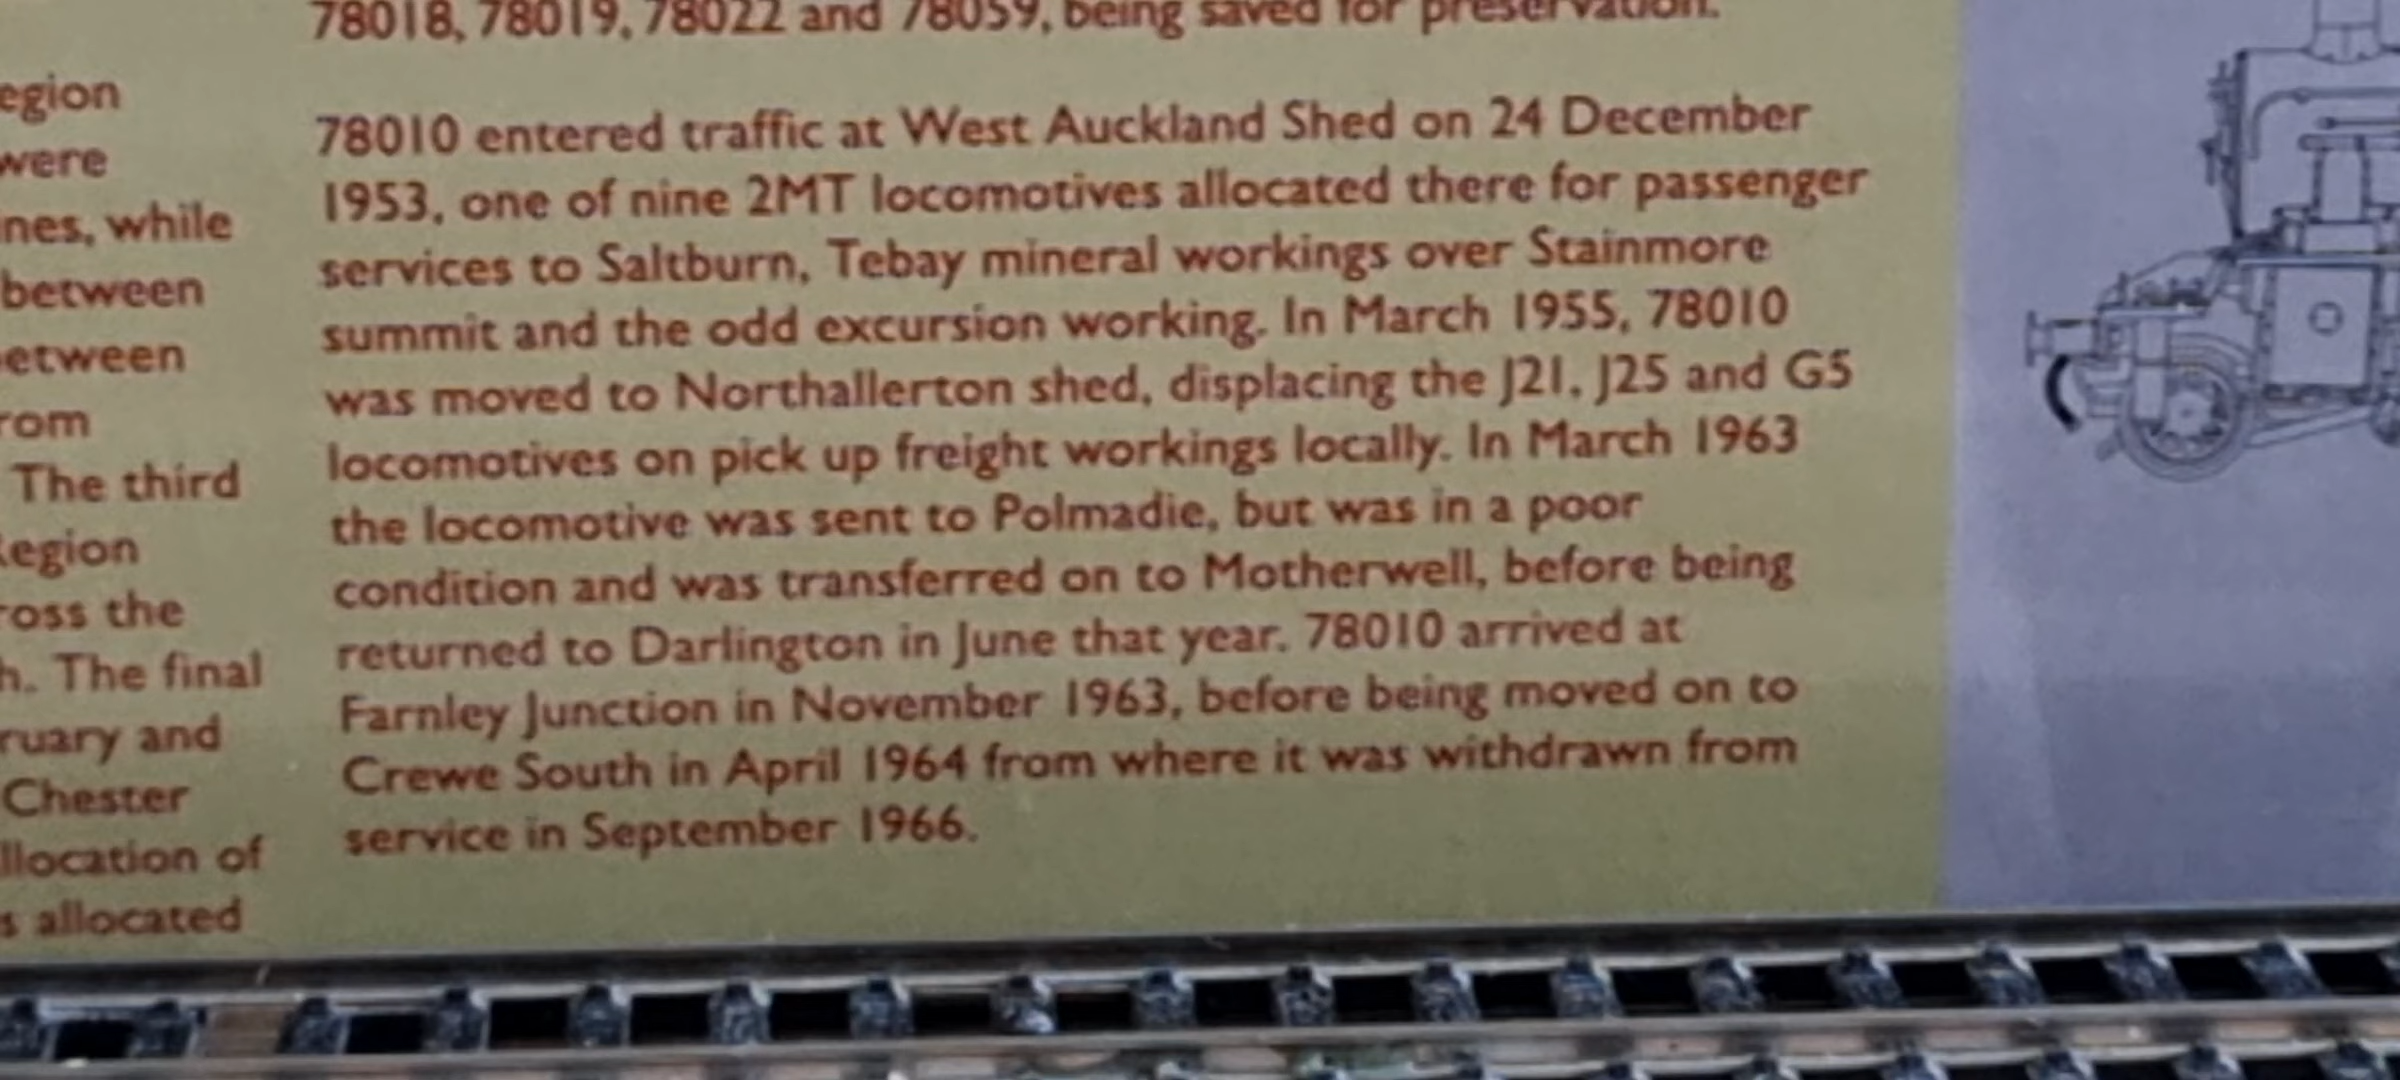 egion
were
ines, while
between
between
rom
The third
Region
ross the
h. The final
ruary and
Chester
llocation of
s allocated
78018, 78019, 78022 and 78059, being saved for preservation.
78010 entered traffic at West Auckland Shed on 24 December
1953, one of nine 2MT locomotives allocated there for passenger
services to Saltburn, Tebay mineral workings over Stainmore
summit and the odd excursion working. In March 1955, 78010
was moved to Northallerton shed, displacing the J21, J25 and G5
locomotives on pick up freight workings locally. In March 1963
the locomotive was sent to Polmadie, but was in a poor
condition and was transferred on to Motherwell, before being
returned to Darlington in June that year. 78010 arrived at
Farnley Junction in November 1963, before being moved on to
Crewe South in April 1964 from where it was withdrawn from
service in September 1966.